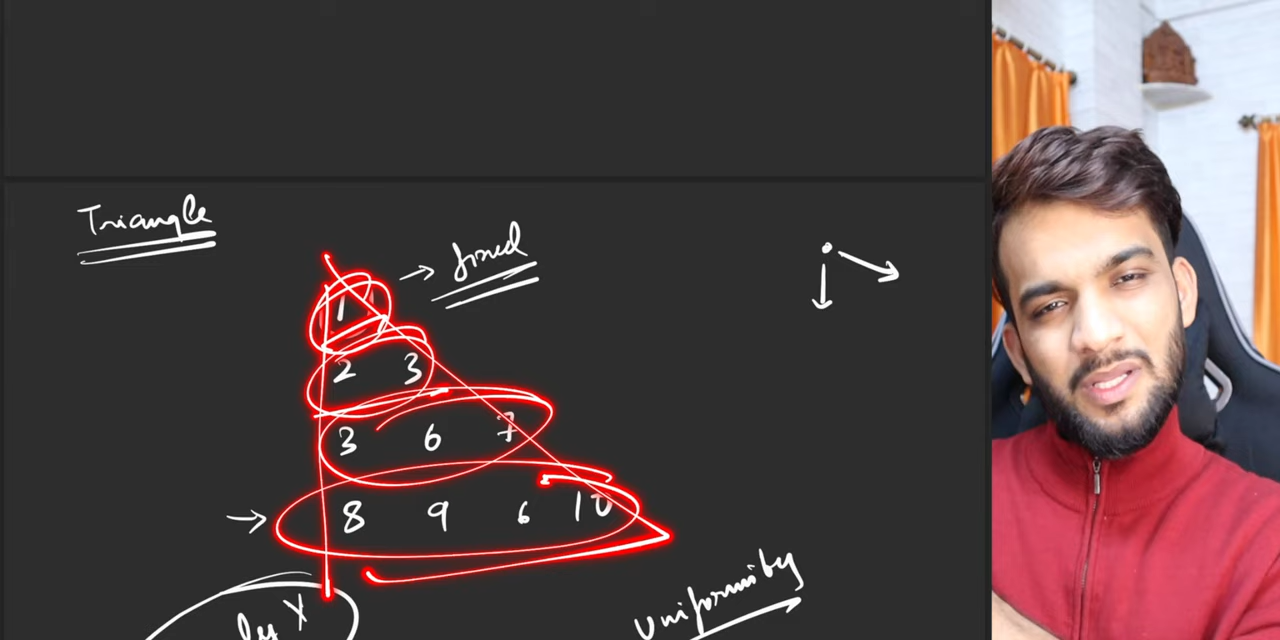 Triangle
1 → fixed
2 3
3 6 7
→ 8 9 6 10
Uniformity